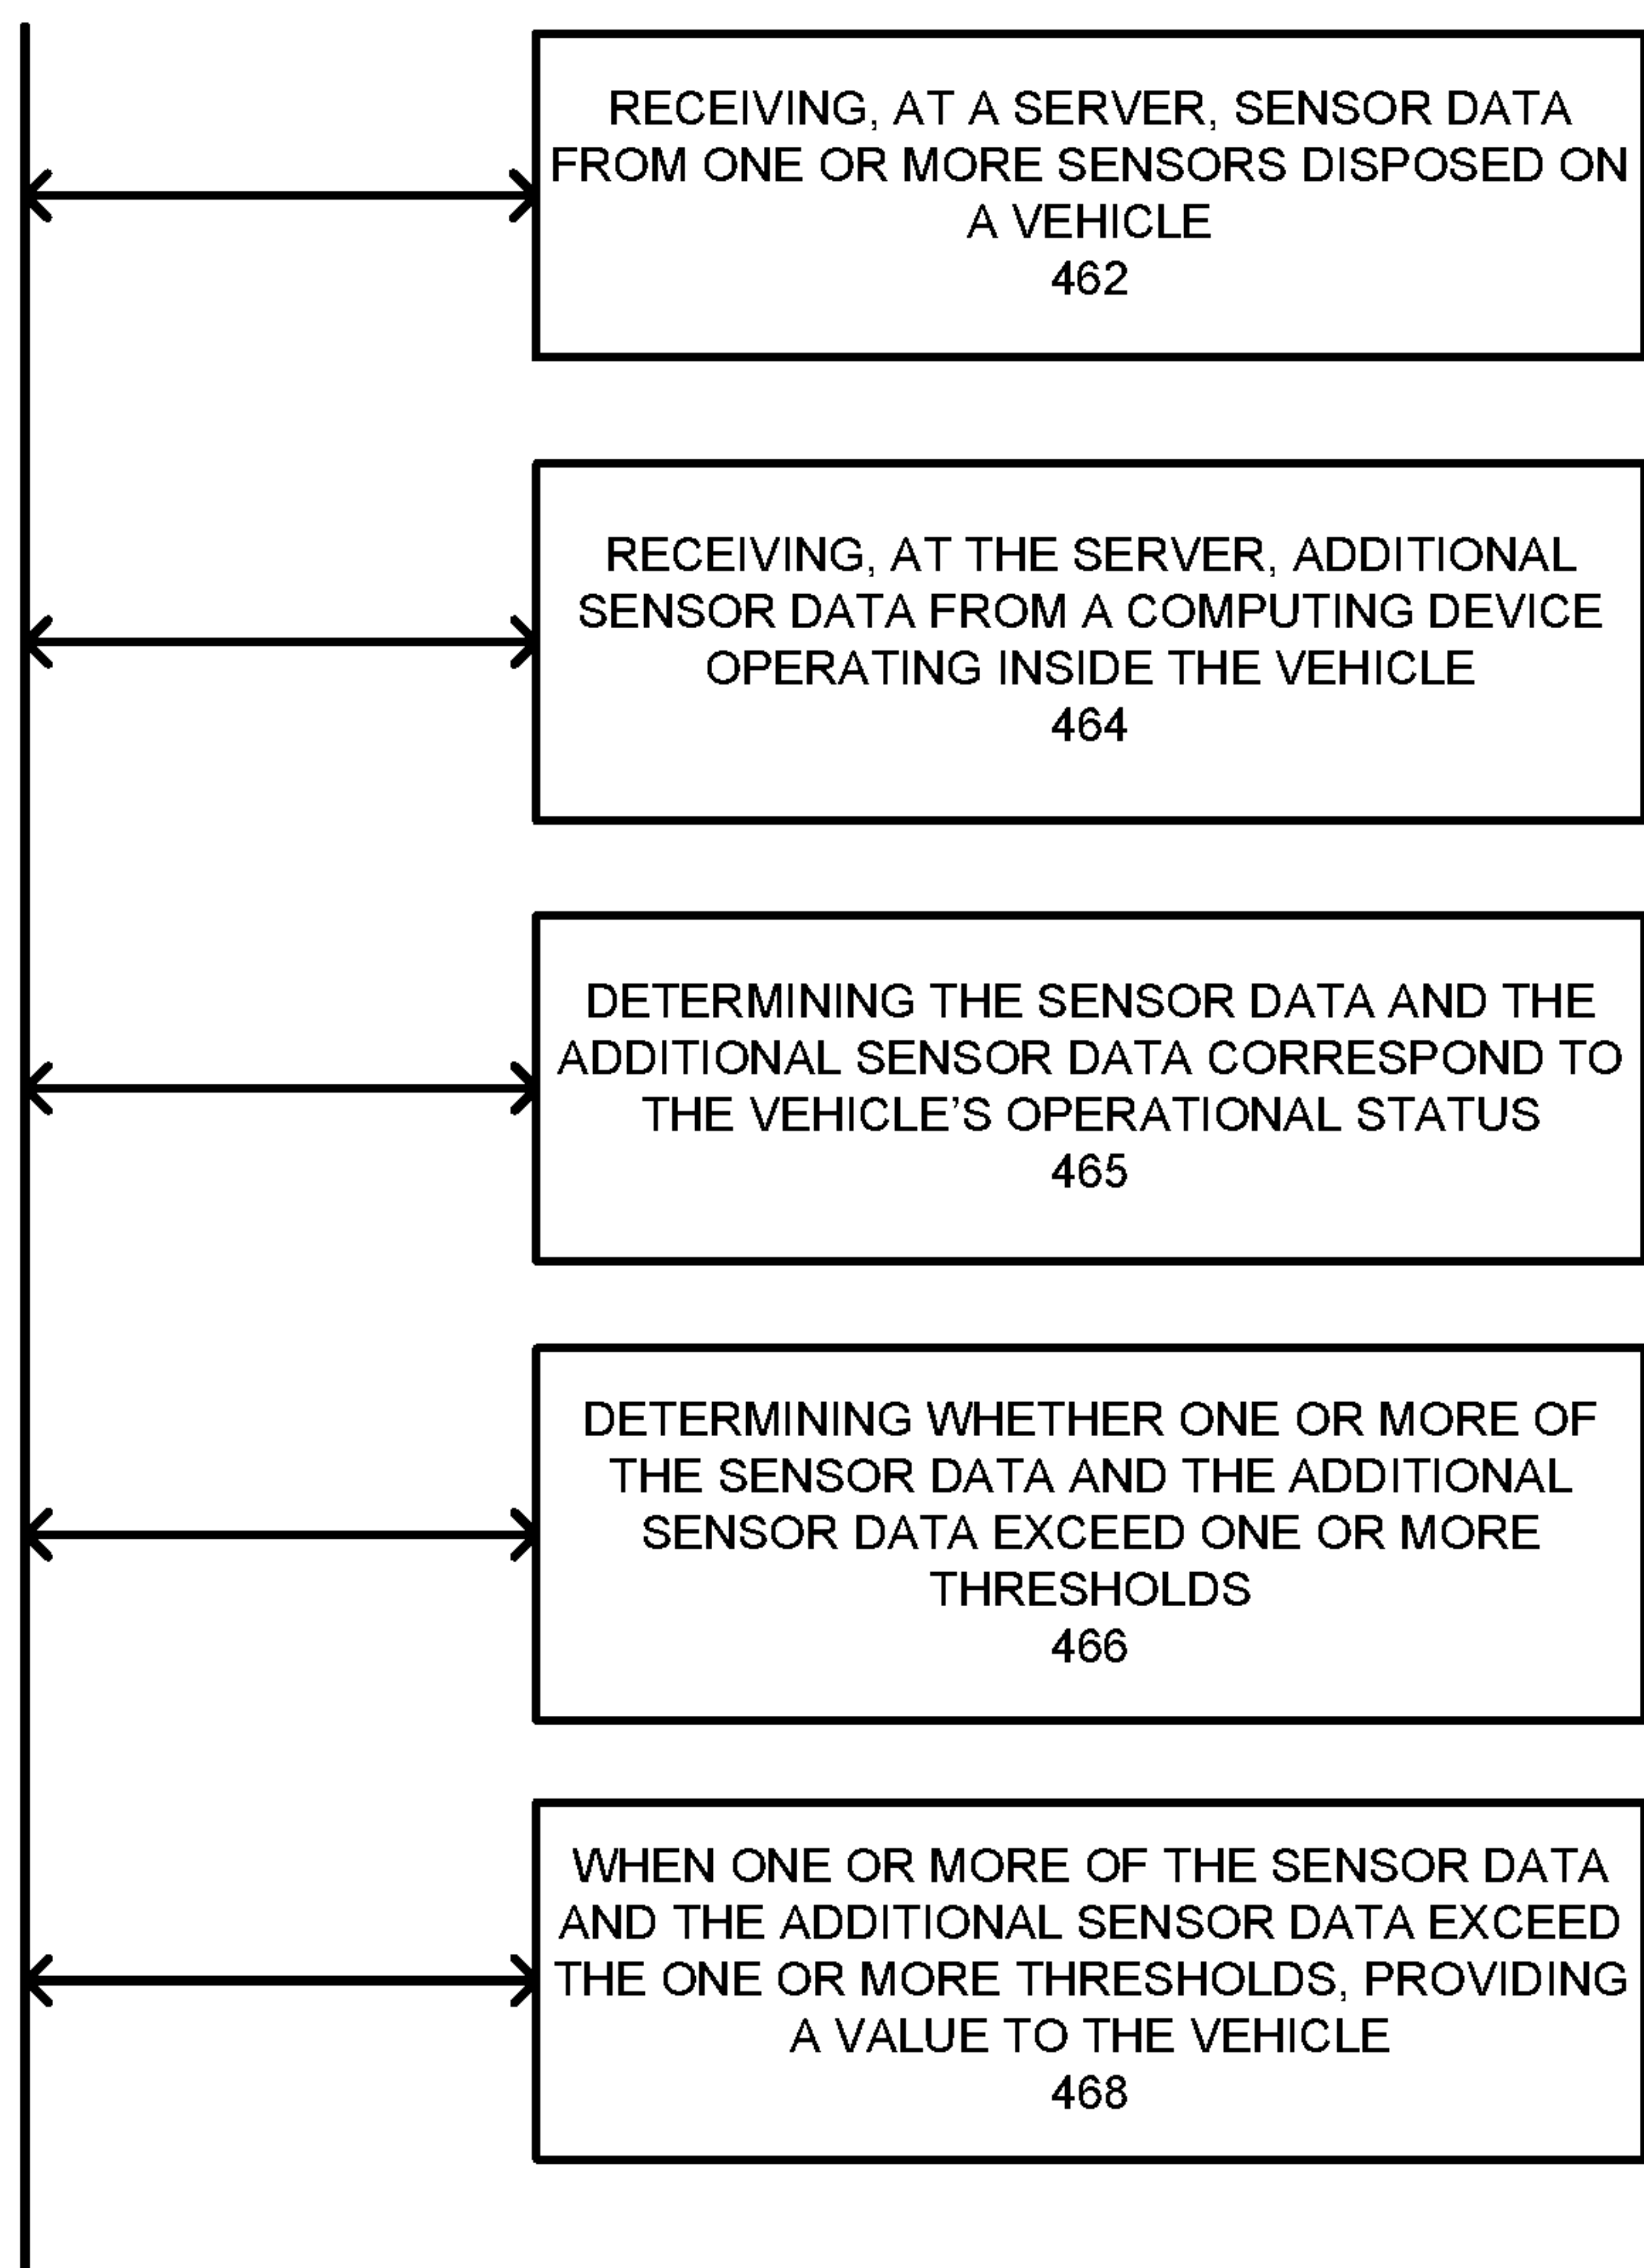 RECEIVING, AT A SERVER, SENSOR DATA
FROM ONE OR MORE SENSORS DISPOSED ON
A VEHICLE
462
RECEIVING, AT THE SERVER, ADDITIONAL
SENSOR DATA FROM A COMPUTING DEVICE
OPERATING INSIDE THE VEHICLE
464
DETERMINING THE SENSOR DATA AND THE
ADDITIONAL SENSOR DATA CORRESPOND TO
THE VEHICLE'S OPERATIONAL STATUS
465
DETERMINING WHETHER ONE OR MORE OF
THE SENSOR DATA AND THE ADDITIONAL
SENSOR DATA EXCEED ONE OR MORE
THRESHOLDS
466
WHEN ONE OR MORE OF THE SENSOR DATA
AND THE ADDITIONAL SENSOR DATA EXCEED
THE ONE OR MORE THRESHOLDS, PROVIDING
A VALUE TO THE VEHICLE
468